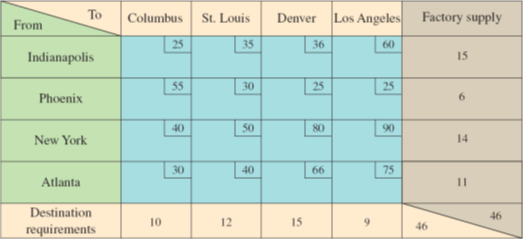 To
From
Columbus St. Louis Denver Los Angeles Factory supply
Indianapolis 25 35 36 60 15
Phoenix 55 30 25 25 6
New York 40 50 80 90 14
Atlanta 30 40 66 75 11
Destination
requirements 10 12 15 9 46 46